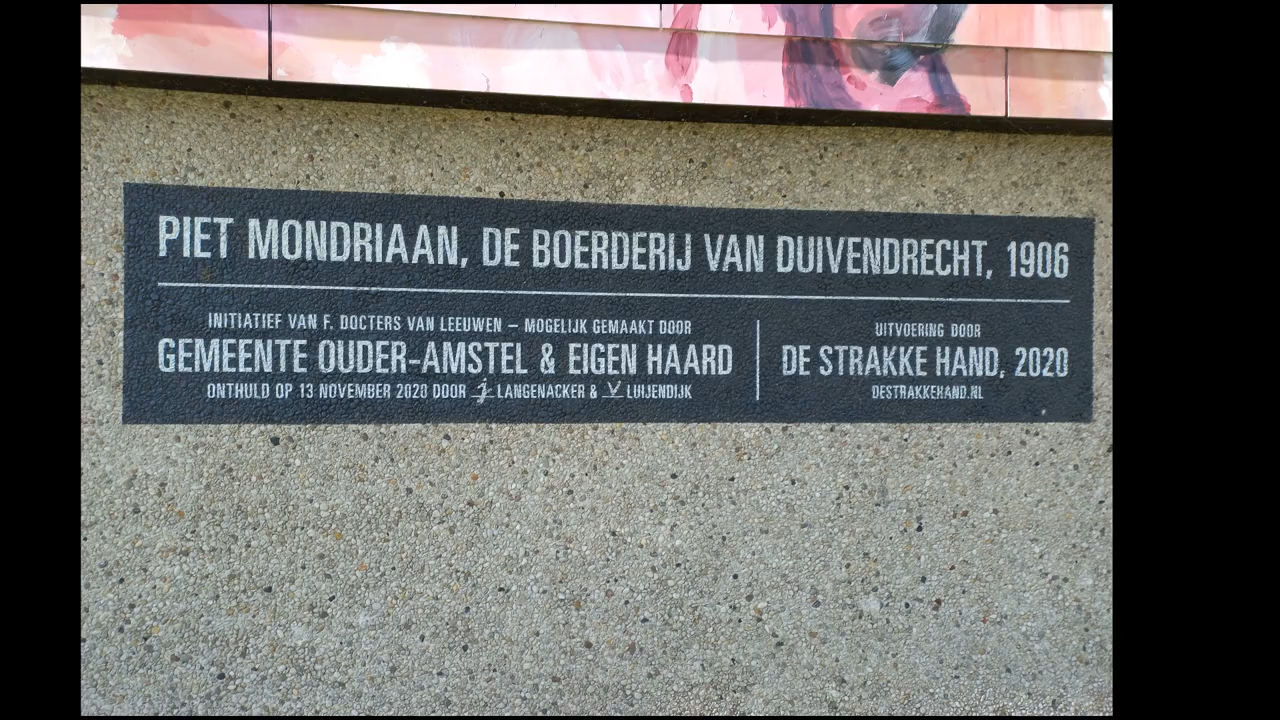 PIET MONDRIAAN, DE BOERDERIJ VAN DUIVENDRECHT, 1906
INITIATIEF VAN F. DOCTERS VAN LEEUWEN – MOGELIJK GEMAAKT DOOR
GEMEENTE OUDER-AMSTEL & EIGEN HAARD
ONTHULD OP 13 NOVEMBER 2020 DOOR j LANGENACKER & V LUIJENDIJK
UITVOERING DOOR
DE STRAKKE HAND, 2020
DESTRAKKEHAND.NL